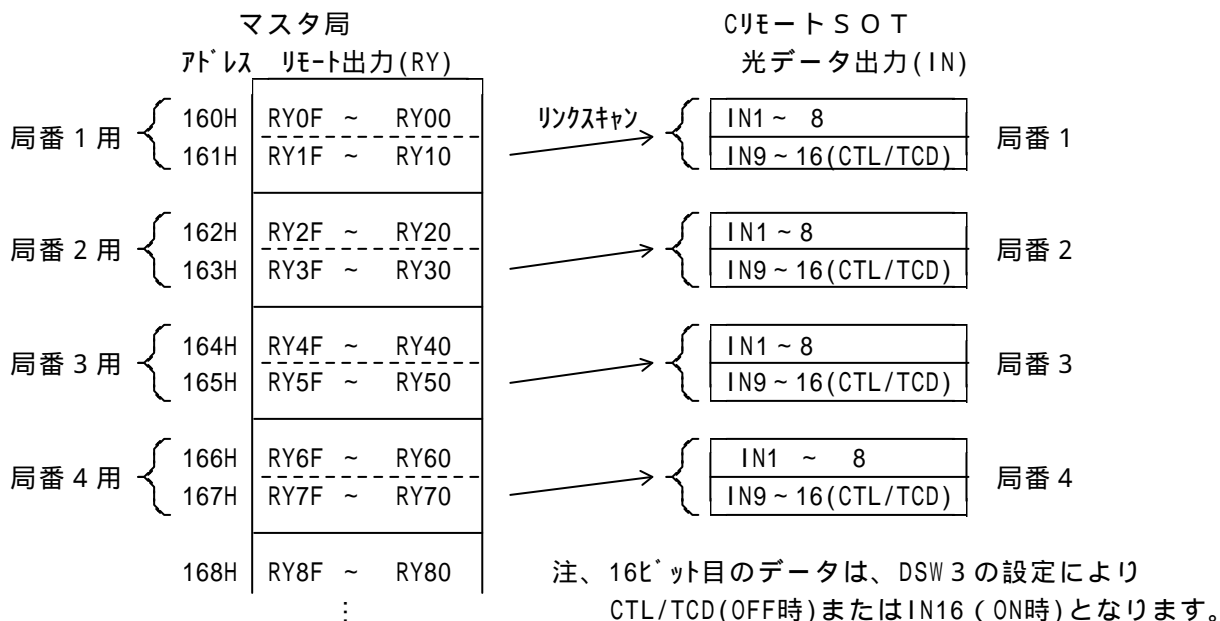 マスタ局 CリモートSOT
アドレス リモート出力(RY) 光データ出力(IN)
局番1用 160H RY0F ~ RY00 リンクスキャン IN1~ 8 局番1
161H RY1F ~ RY10 IN9~16(CTL/TCD)
局番2用 162H RY2F ~ RY20 IN1~8 局番2
163H RY3F ~ RY30 IN9~16(CTL/TCD)
局番3用 164H RY4F ~ RY40 IN1~8 局番3
165H RY5F ~ RY50 IN9~16(CTL/TCD)
局番4用 166H RY6F ~ RY60 IN1 ~ 8 局番4
167H RY7F ~ RY70 IN9~16(CTL/TCD)
168H RY8F ~ RY80 注、16ビット目のデータは、DSW3の設定により
⋮ CTL/TCD(OFF時)またはIN16(ON時)となります。